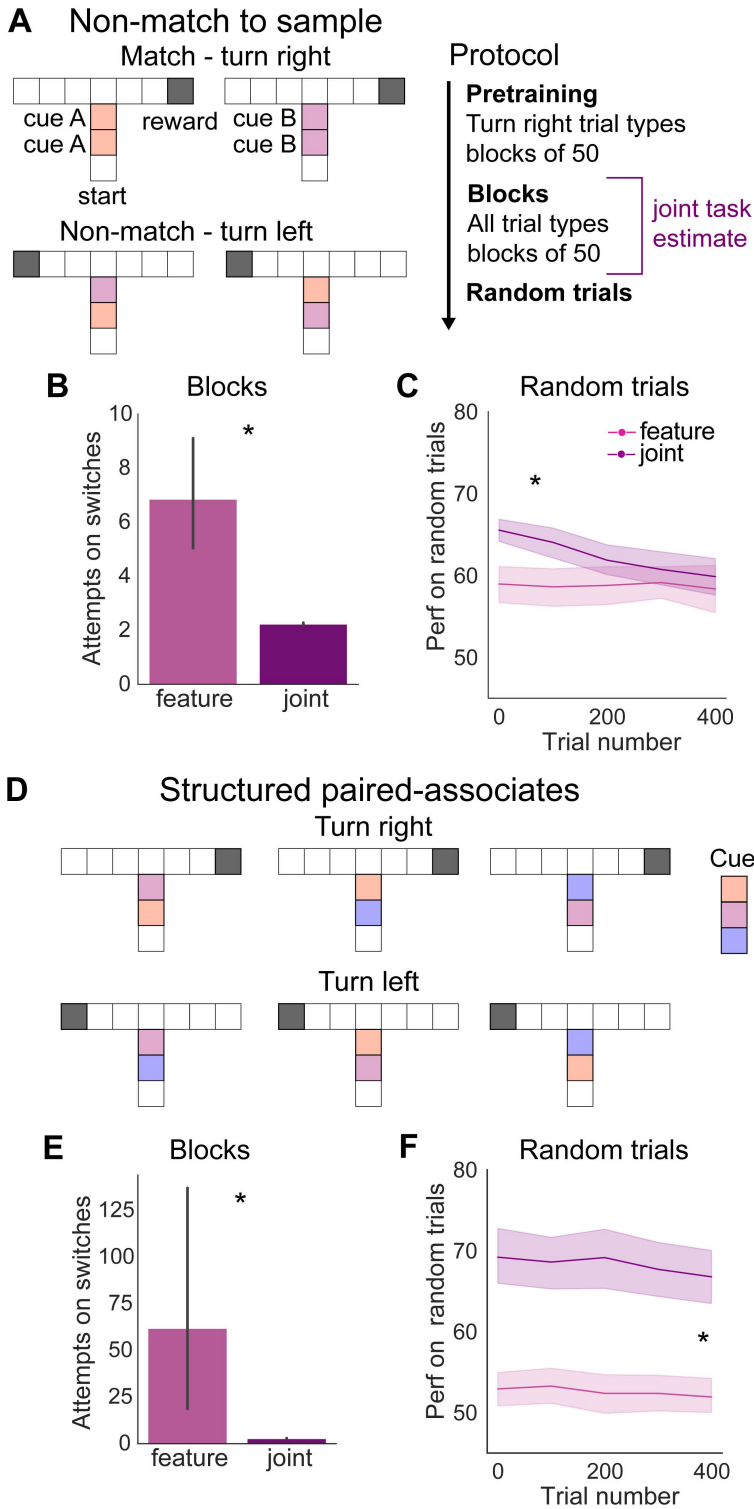 A Non-match to sample
Match - turn right
cue A
cue A
reward
start
cue B
cue B
Non-match - turn left
Protocol
Pretraining
Turn right trial types
blocks of 50
Blocks
All trial types
blocks of 50
joint task
estimate
Random trials
B Blocks
Attempts on switches
10
8
6
4
2
0
*
feature joint
C Random trials
Perf on random trials
80
70
60
50
feature
joint
*
0 200 400
Trial number
D Structured paired-associates
Turn right
Cue
Turn left
E Blocks
Attempts on switches
125
100
75
50
25
0
*
feature joint
F Random trials
Perf on random trials
80
70
60
50
*
0 200 400
Trial number